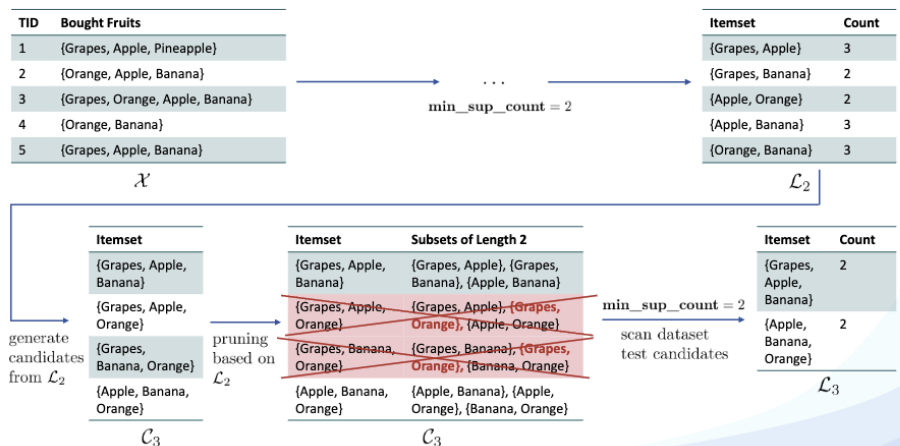 TID Bought Fruits
1 {Grapes, Apple, Pineapple}
2 {Orange, Apple, Banana}
3 {Grapes, Orange, Apple, Banana}
4 {Orange, Banana}
5 {Grapes, Apple, Banana}
𝒳
...
min_sup_count = 2
Itemset Count
{Grapes, Apple} 3
{Grapes, Banana} 2
{Apple, Orange} 2
{Apple, Banana} 3
{Orange, Banana} 3
ℒ₂
generate
candidates
from ℒ₂
Itemset
{Grapes, Apple,
Banana}
{Grapes, Apple,
Orange}
{Grapes,
Banana, Orange}
{Apple, Banana,
Orange}
𝒞₃
pruning
based on
ℒ₂
Itemset Subsets of Length 2
{Grapes, Apple, {Grapes, Apple}, {Grapes,
Banana} Banana}, {Apple, Banana}
{Grapes, Apple, {Grapes, Apple}, {Grapes,
Orange} Orange}, {Apple, Orange}
{Grapes, Banana, {Grapes, Banana}, {Grapes,
Orange} Orange}, {Banana, Orange}
{Apple, Banana, {Apple, Banana}, {Apple,
Orange} Orange}, {Banana, Orange}
𝒞₃
min_sup_count = 2
scan dataset
test candidates
Itemset Count
{Grapes, 2
Apple,
Banana}
{Apple, 2
Banana,
Orange}
ℒ₃